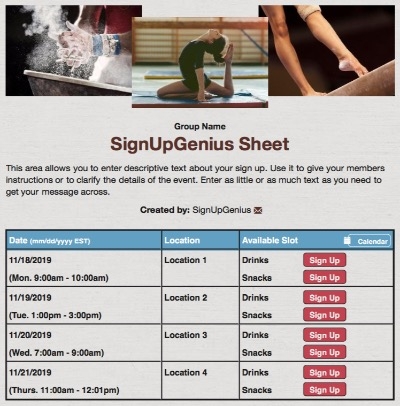 Group Name
SignUpGenius Sheet
This area allows you to enter descriptive text about your sign up. Use it to give your members
instructions or to clarify the details of the event. Enter as little or as much text as you need to
get your message across.
Created by: SignUpGenius
Date (mm/dd/yyyy EST) Location Available Slot Calendar
11/18/2019 Location 1 Drinks Sign Up
(Mon. 9:00am - 10:00am) Snacks Sign Up
11/19/2019 Location 2 Drinks Sign Up
(Tue. 1:00pm - 3:00pm) Snacks Sign Up
11/20/2019 Location 3 Drinks Sign Up
(Wed. 7:00am - 9:00am) Snacks Sign Up
11/21/2019 Location 4 Drinks Sign Up
(Thurs. 11:00am - 12:01pm) Snacks Sign Up